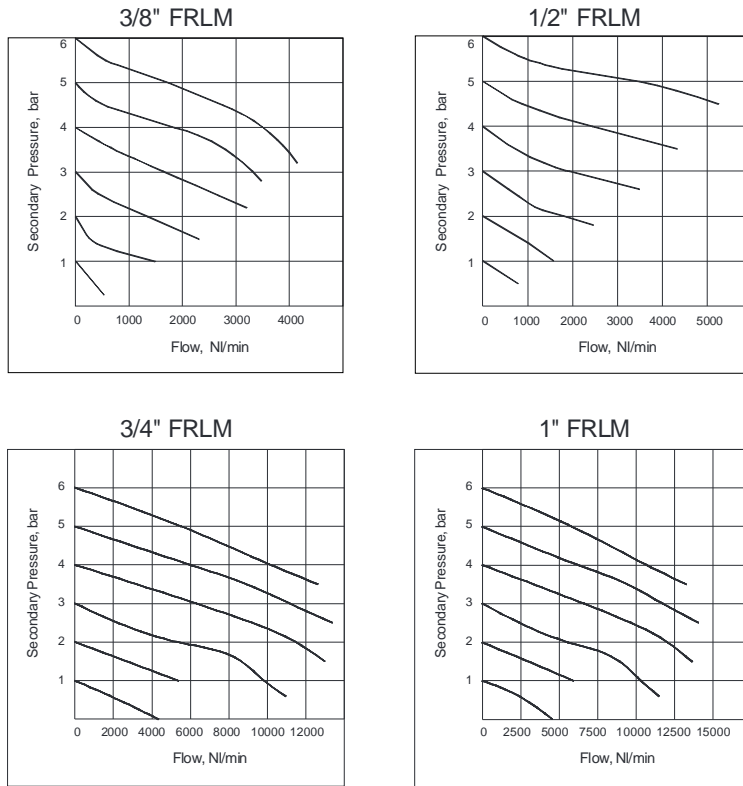 3/8" FRLM
Secondary Pressure, bar
6
5
4
3
2
1
0 1000 2000 3000 4000
Flow, Nl/min
1/2" FRLM
Secondary Pressure, bar
6
5
4
3
2
1
0 1000 2000 3000 4000 5000
Flow, Nl/min
3/4" FRLM
Secondary Pressure, bar
6
5
4
3
2
1
0 2000 4000 6000 8000 10000 12000
Flow, Nl/min
1" FRLM
Secondary Pressure, bar
6
5
4
3
2
1
0 2500 5000 7500 10000 12500 15000
Flow, Nl/min